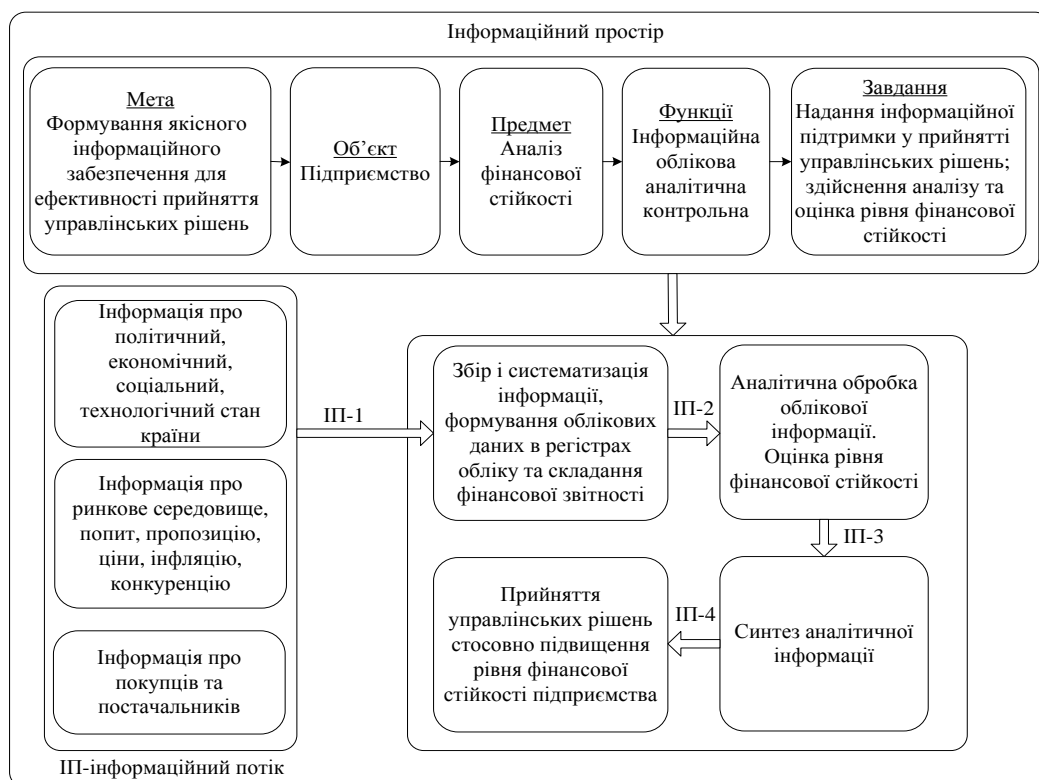 Інформаційний простір
Мета
Формування якісного
інформаційного
забезпечення для
ефективності прийняття
управлінських рішень
Об’єкт
Підприємство
Предмет
Аналіз
фінансової
стійкості
Функції
Інформаційна
облікова
аналітична
контрольна
Завдання
Надання інформаційної
підтримки у прийнятті
управлінських рішень;
здійснення аналізу та
оцінка рівня фінансової
стійкості
Інформація про
політичний,
економічний,
соціальний,
технологічний стан
країни
Інформація про
ринкове середовище,
попит, пропозицію,
ціни, інфляцію,
конкуренцію
Інформація про
покупців та
постачальників
ІП-1
Збір і систематизація
інформації,
формування облікових
даних в регістрах
обліку та складання
фінансової звітності
ІП-2
Аналітична обробка
облікової
інформації.
Оцінка рівня
фінансової стійкості
ІП-3
Синтез аналітичної
інформації
ІП-4
Прийняття
управлінських рішень
стосовно підвищення
рівня фінансової
стійкості підприємства
ІП-інформаційний потік